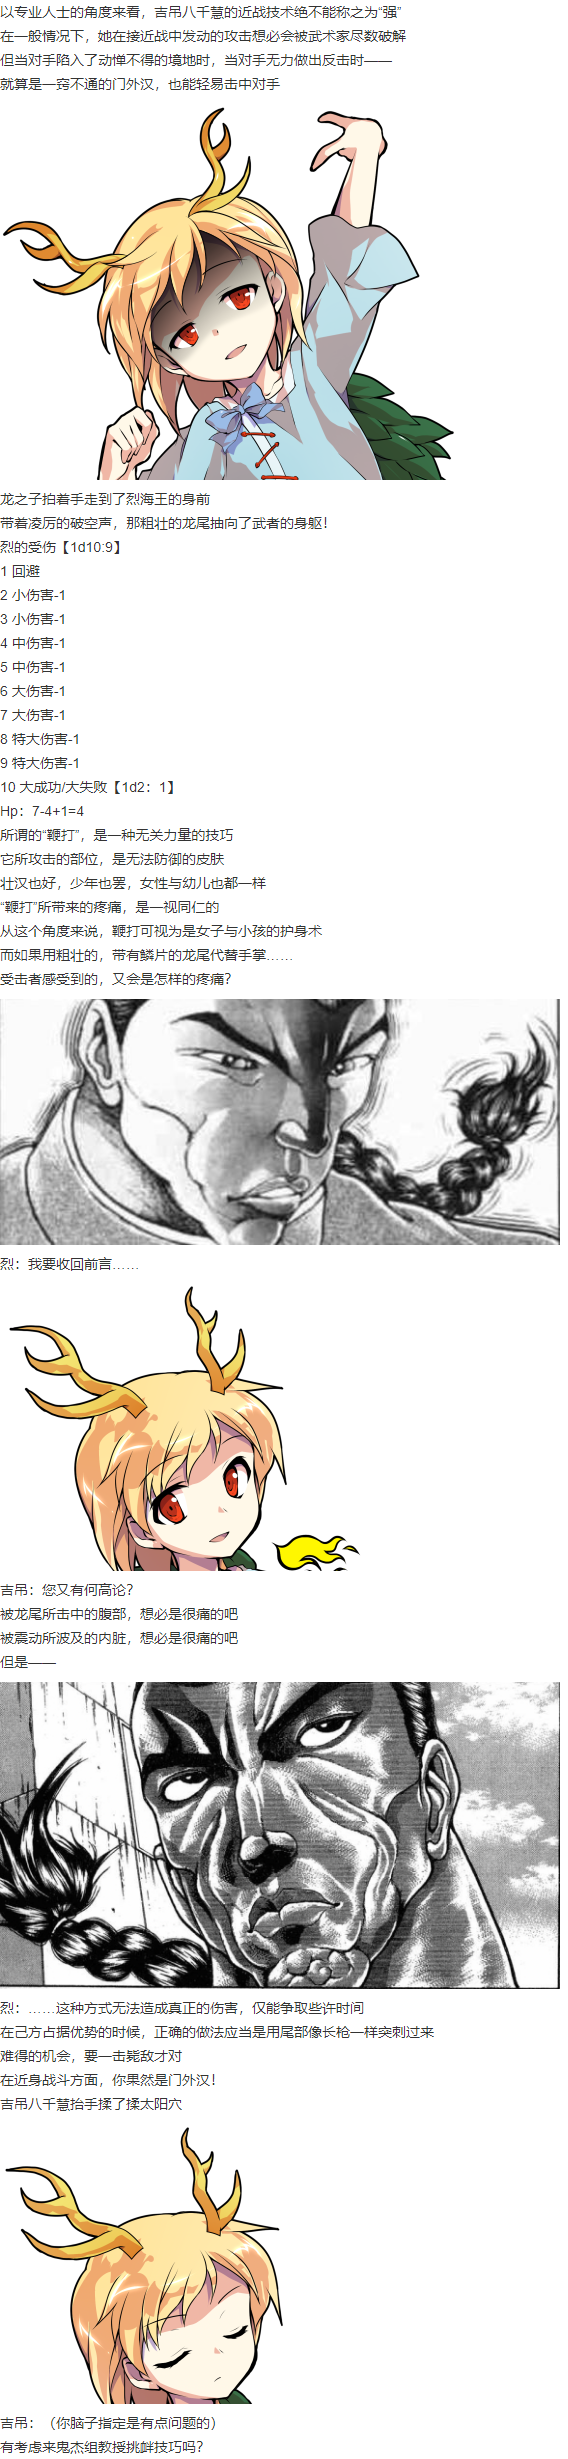 以专业人士的角度来看，吉吊八千慧的近战技术绝不能称之为“强”
在一般情况下，她在接近战中发动的攻击想必会被武术家尽数破解
但当对手陷入了动惮不得的境地时，当对手无力做出反击时——
就算是一窍不通的门外汉，也能轻易击中对手
龙之子拍着手走到了烈海王的身前
带着凌厉的破空声，那粗壮的龙尾抽向了武者的身躯！
烈的受伤【1d10:9】
1 回避
2 小伤害-1
3 小伤害-1
4 中伤害-1
5 中伤害-1
6 大伤害-1
7 大伤害-1
8 特大伤害-1
9 特大伤害-1
10 大成功/大失败【1d2：1】
Hp：7-4+1=4
所谓的“鞭打”，是一种无关力量的技巧
它所攻击的部位，是无法防御的皮肤
壮汉也好，少年也罢，女性与幼儿也都一样
“鞭打”所带来的疼痛，是一视同仁的
从这个角度来说，鞭打可视为是女子与小孩的护身术
而如果用粗壮的，带有鳞片的龙尾代替手掌……
受击者感受到的，又会是怎样的疼痛？
烈：我要收回前言……
吉吊：您又有何高论？
被龙尾所击中的腹部，想必是很痛的吧
被震动所波及的内脏，想必是很痛的吧
但是——
烈：……这种方式无法造成真正的伤害，仅能争取些许时间
在己方占据优势的时候，正确的做法应当是用尾部像长枪一样突刺过来
难得的机会，要一击毙敌才对
在近身战斗方面，你果然是门外汉！
吉吊八千慧抬手揉了揉太阳穴
吉吊：（你脑子指定是有点问题的）
有考虑来鬼杰组教授挑衅技巧吗？